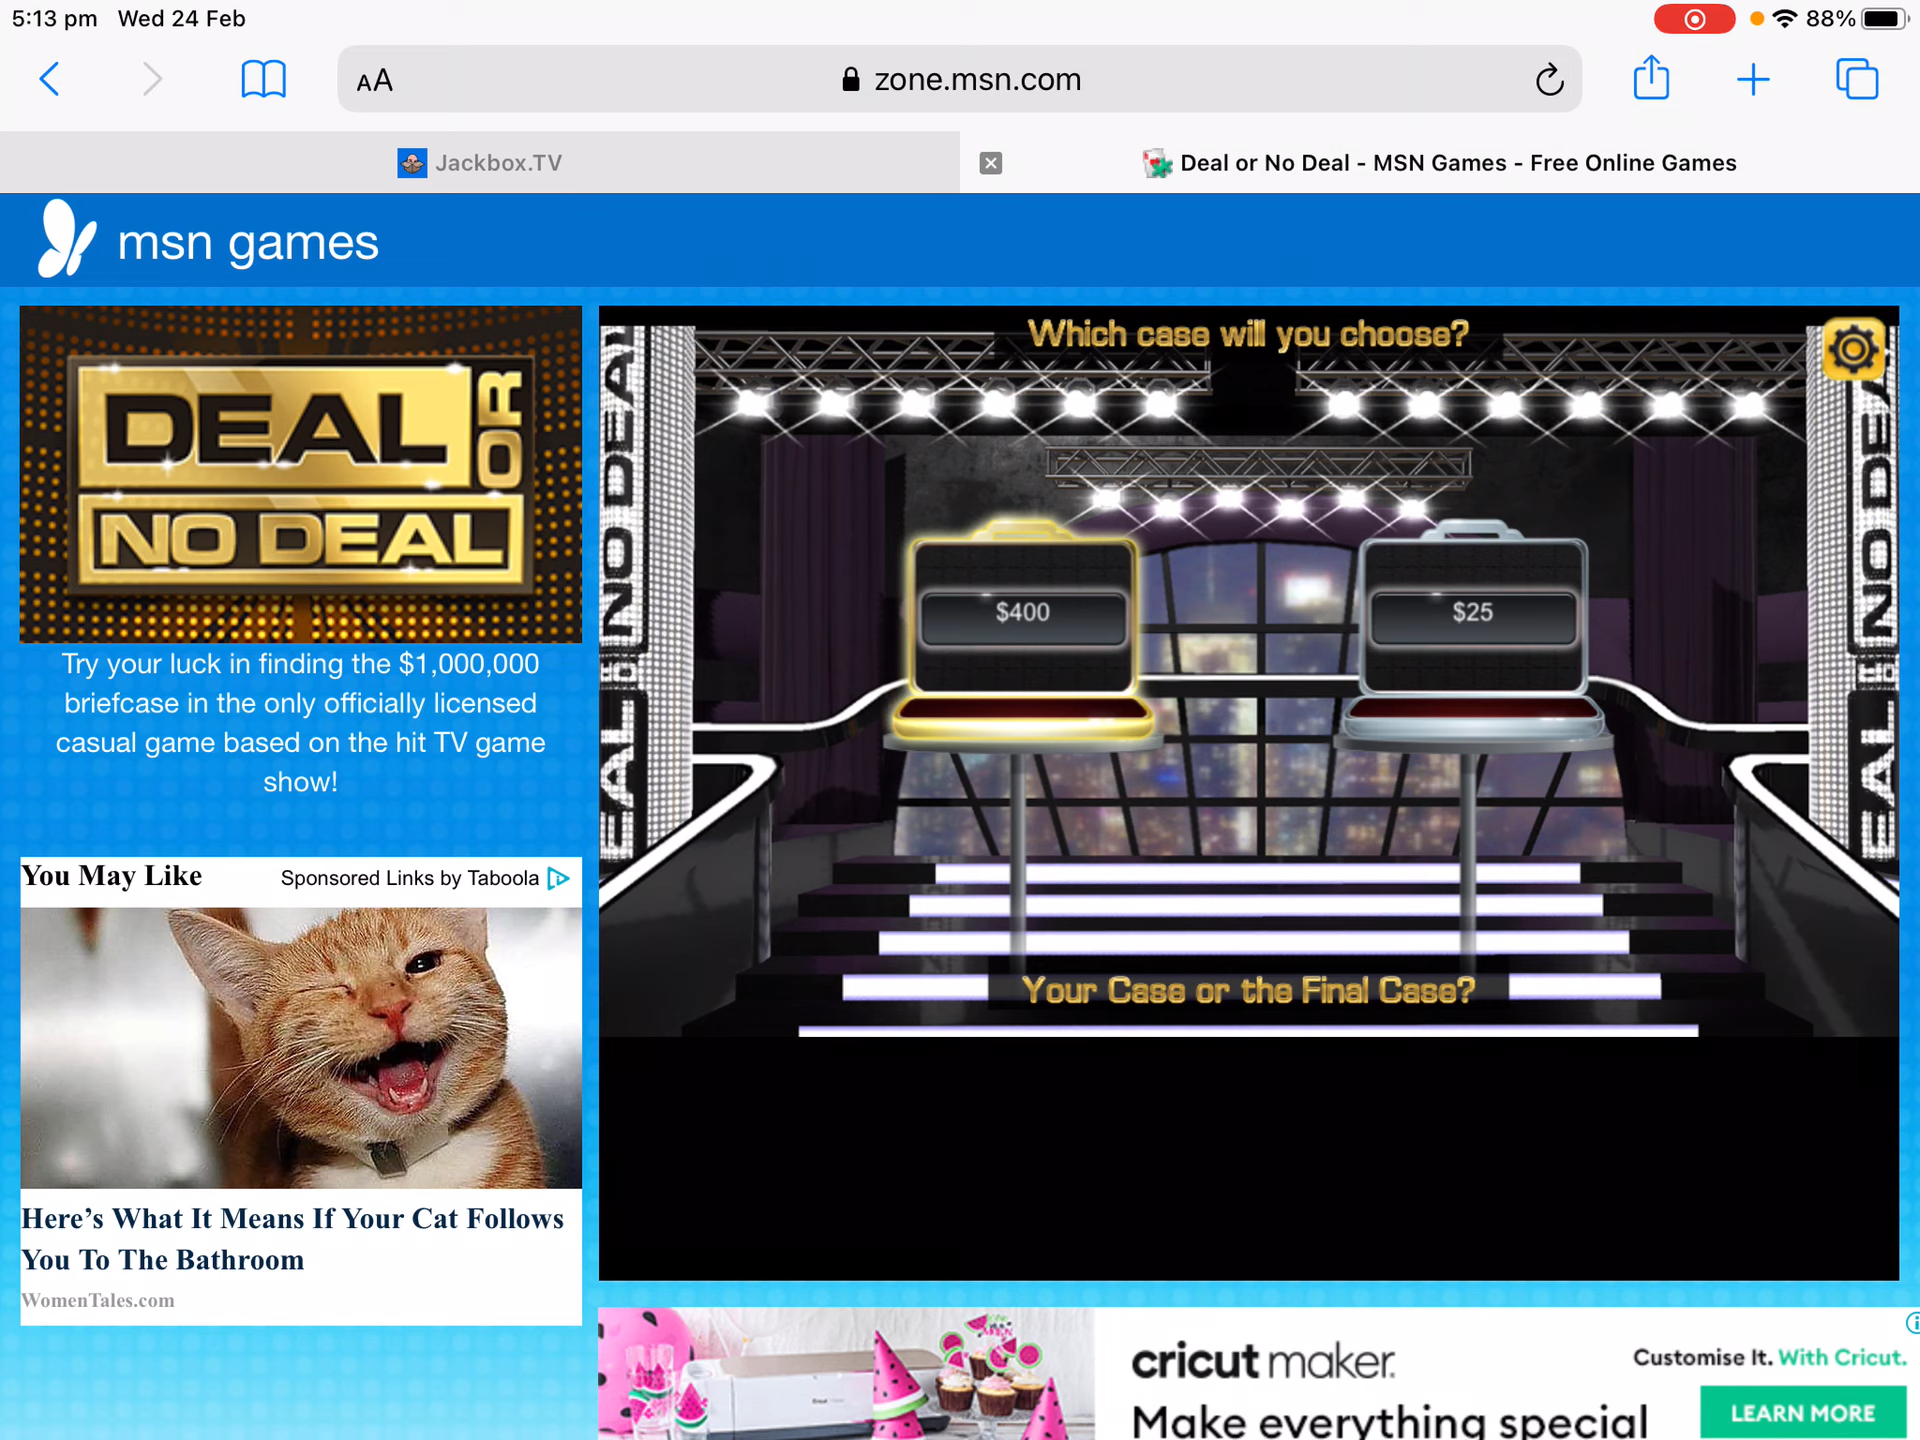 5:13 pm Wed 24 Feb
88%
AA
zone.msn.com
Jackbox.TV
Deal or No Deal - MSN Games - Free Online Games
msn games
DEAL OR
NO DEAL
Try your luck in finding the $1,000,000
briefcase in the only officially licensed
casual game based on the hit TV game
show!
You May Like
Sponsored Links by Taboola
Here’s What It Means If Your Cat Follows
You To The Bathroom
WomenTales.com
Which case will you choose?
NO DEAL
NO DEA
$400
$25
EAL
EAL
Your Case or the Final Case?
cricut maker.
Make everything special
Customise It. With Cricut.
LEARN MORE